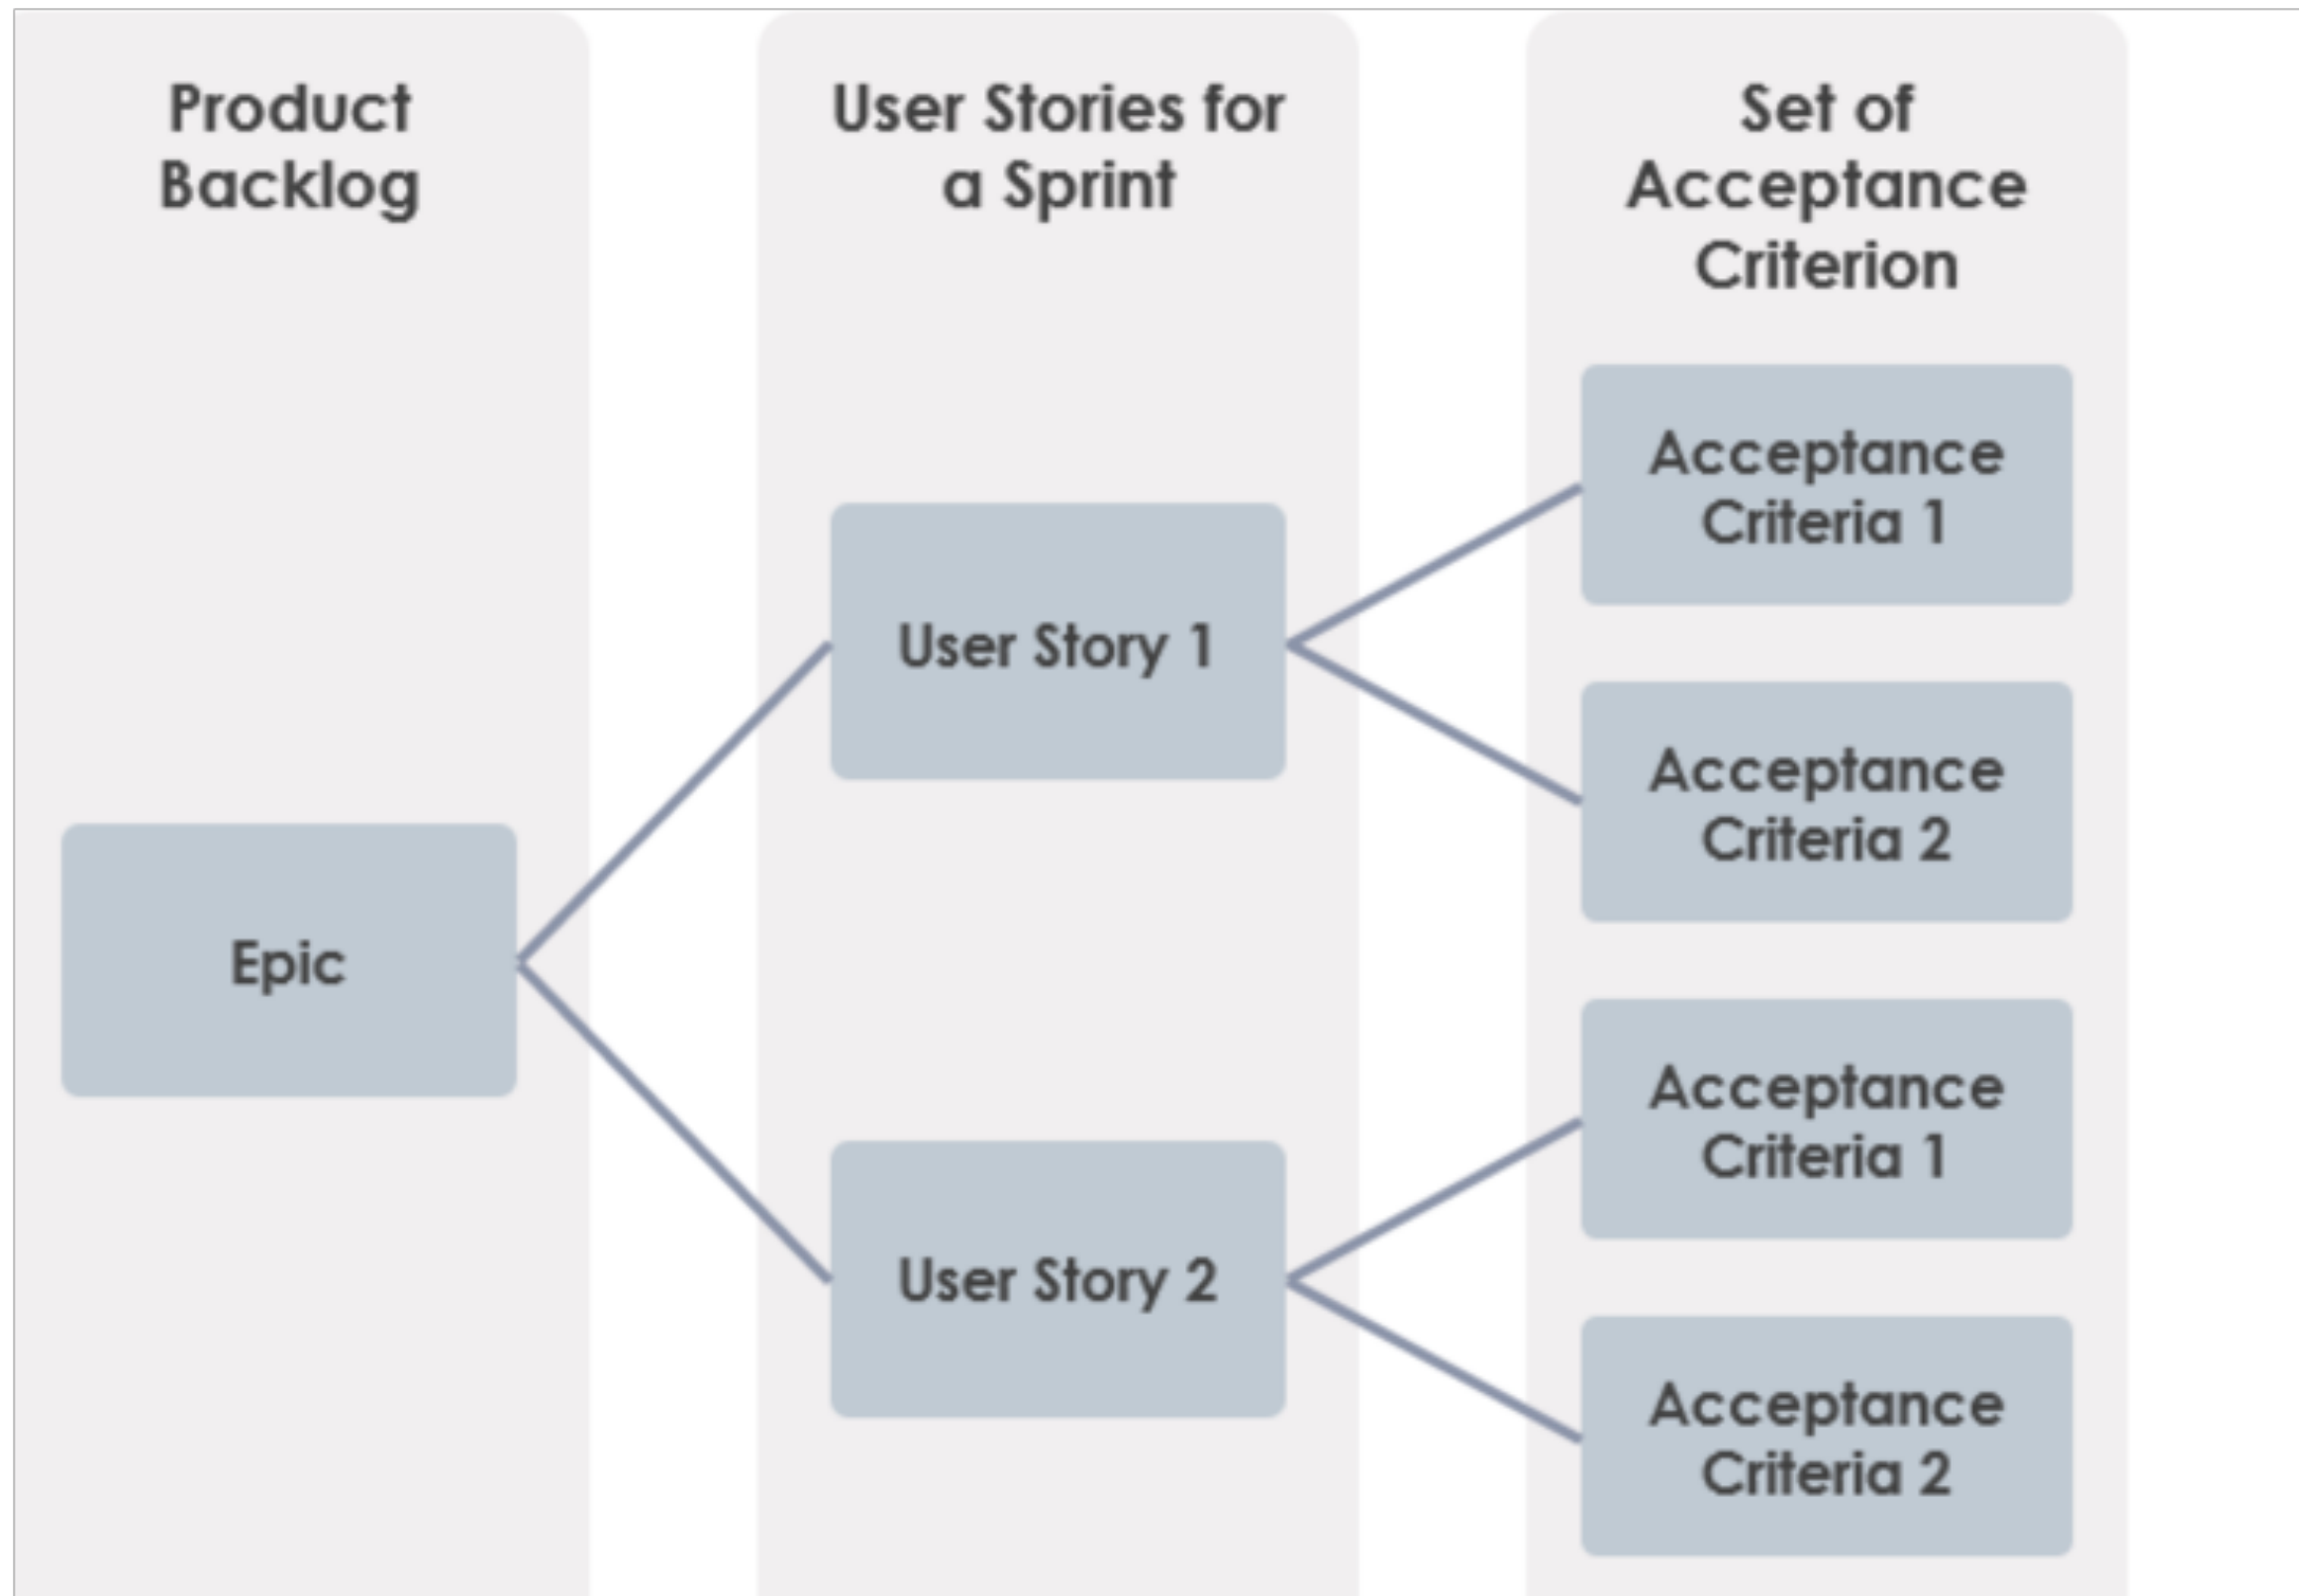 Product
Backlog
User Stories for
a Sprint
Set of
Acceptance
Criterion
Epic
User Story 1
User Story 2
Acceptance
Criteria 1
Acceptance
Criteria 2
Acceptance
Criteria 1
Acceptance
Criteria 2